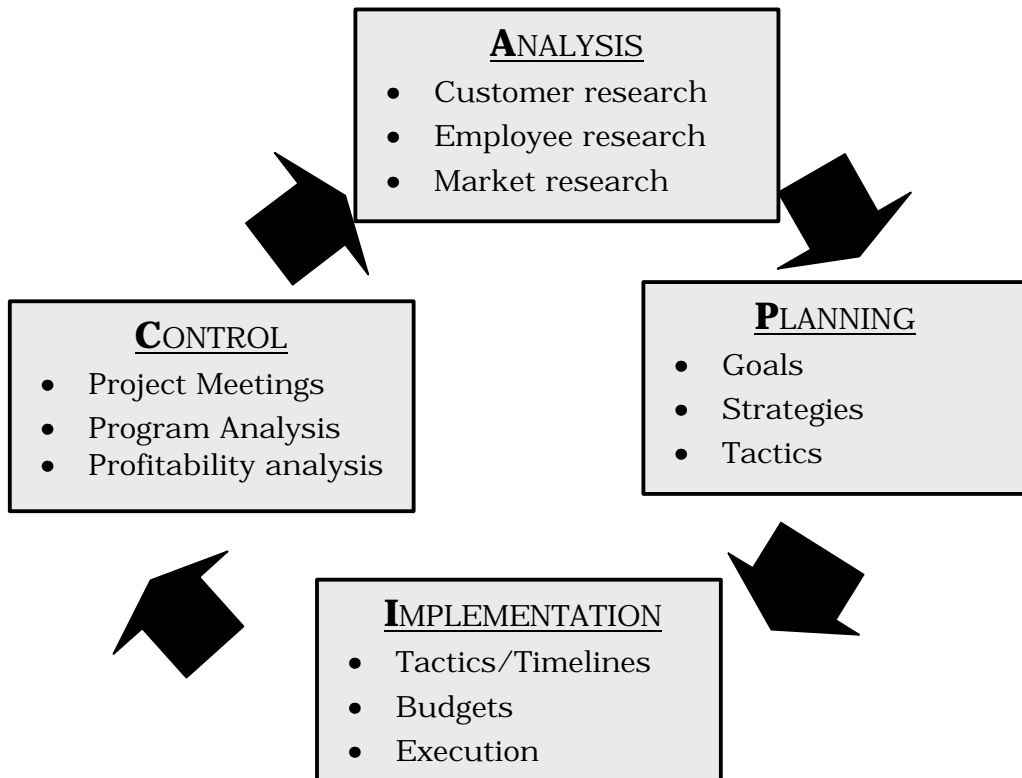 ANALYSIS
• Customer research
• Employee research
• Market research
CONTROL
• Project Meetings
• Program Analysis
• Profitability analysis
PLANNING
• Goals
• Strategies
• Tactics
IMPLEMENTATION
• Tactics/Timelines
• Budgets
• Execution